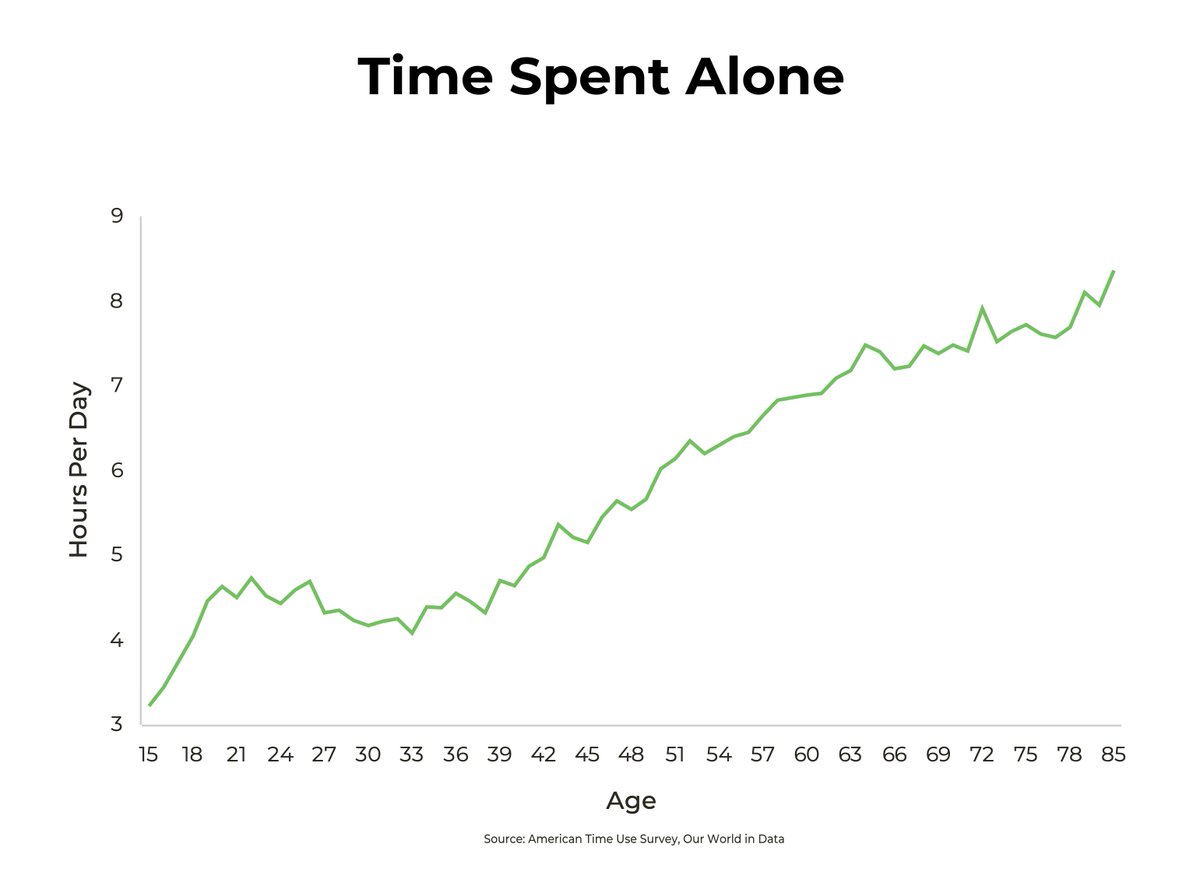 Time Spent Alone
9
8
7
6
5
4
3
Hours Per Day
15 18 21 24 27 30 33 36 39 42 45 48 51 54 57 60 63 66 69 72 75 78 85
Age
Source: American Time Use Survey, Our World in Data